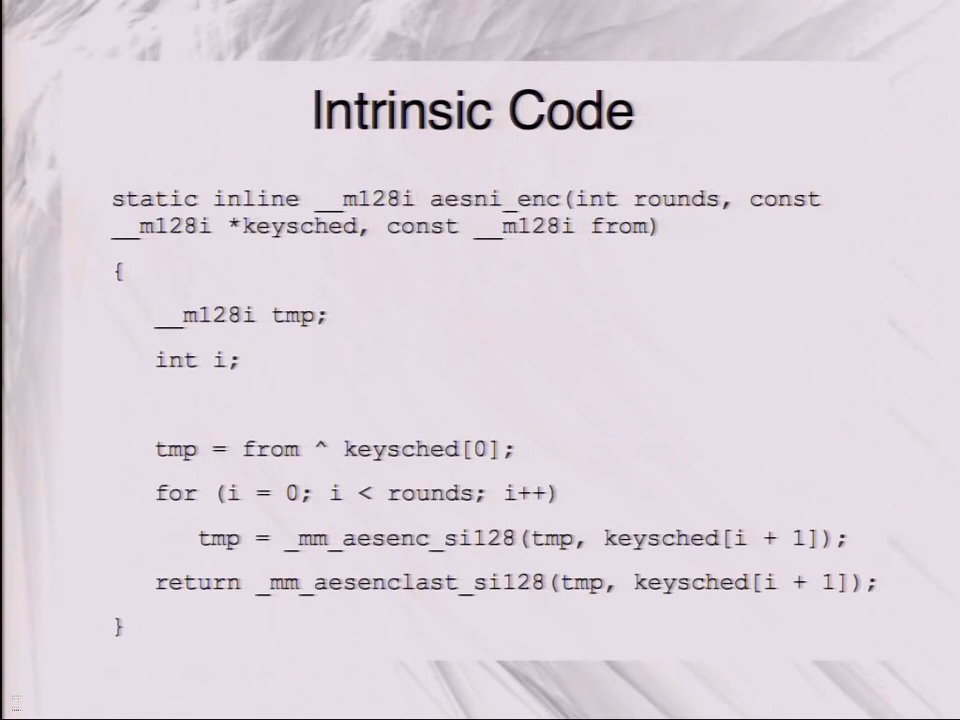 Intrinsic Code
static inline __m128i aesni_enc(int rounds, const
__m128i *keysched, const __m128i from)
{
__m128i tmp;
int i;
tmp = from ^ keysched[0];
for (i = 0; i < rounds; i++)
tmp = _mm_aesenc_si128(tmp, keysched[i + 1]);
return _mm_aesenclast_si128(tmp, keysched[i + 1]);
}